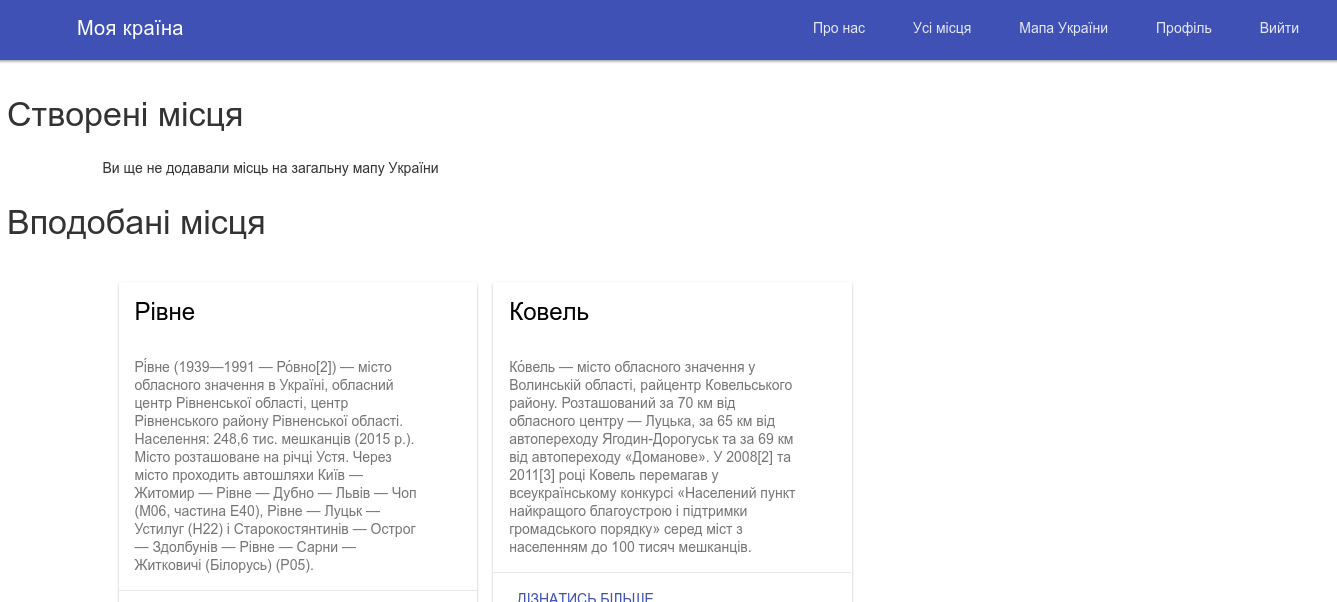 Моя країна
Про нас
Усі місця
Мапа України
Профіль
Вийти
Створені місця
Ви ще не додавали місць на загальну мапу України
Вподобані місця
Рівне
Рі́вне (1939—1991 — Ро́вно[2]) — місто
обласного значення в Україні, обласний
центр Рівненської області, центр
Рівненського району Рівненської області.
Населення: 248,6 тис. мешканців (2015 р.).
Місто розташоване на річці Устя. Через
місто проходить автошляхи Київ —
Житомир — Рівне — Дубно — Львів — Чоп
(М06, частина Е40), Рівне — Луцьк —
Устилуг (Н22) і Старокостянтинів — Острог
— Здолбунів — Рівне — Сарни —
Житковичі (Білорусь) (Р05).
Ковель
Ко́вель — місто обласного значення у
Волинській області, райцентр Ковельського
району. Розташований за 70 км від
обласного центру — Луцька, за 65 км від
автопереходу Ягодин-Дорогуськ та за 69 км
від автопереходу «Доманове». У 2008[2] та
2011[3] році Ковель перемагав у
всеукраїнському конкурсі «Населений пункт
найкращого благоустрою і підтримки
громадського порядку» серед міст з
населенням до 100 тисяч мешканців.
ДІЗНАТИСЬ БІЛЬШЕ